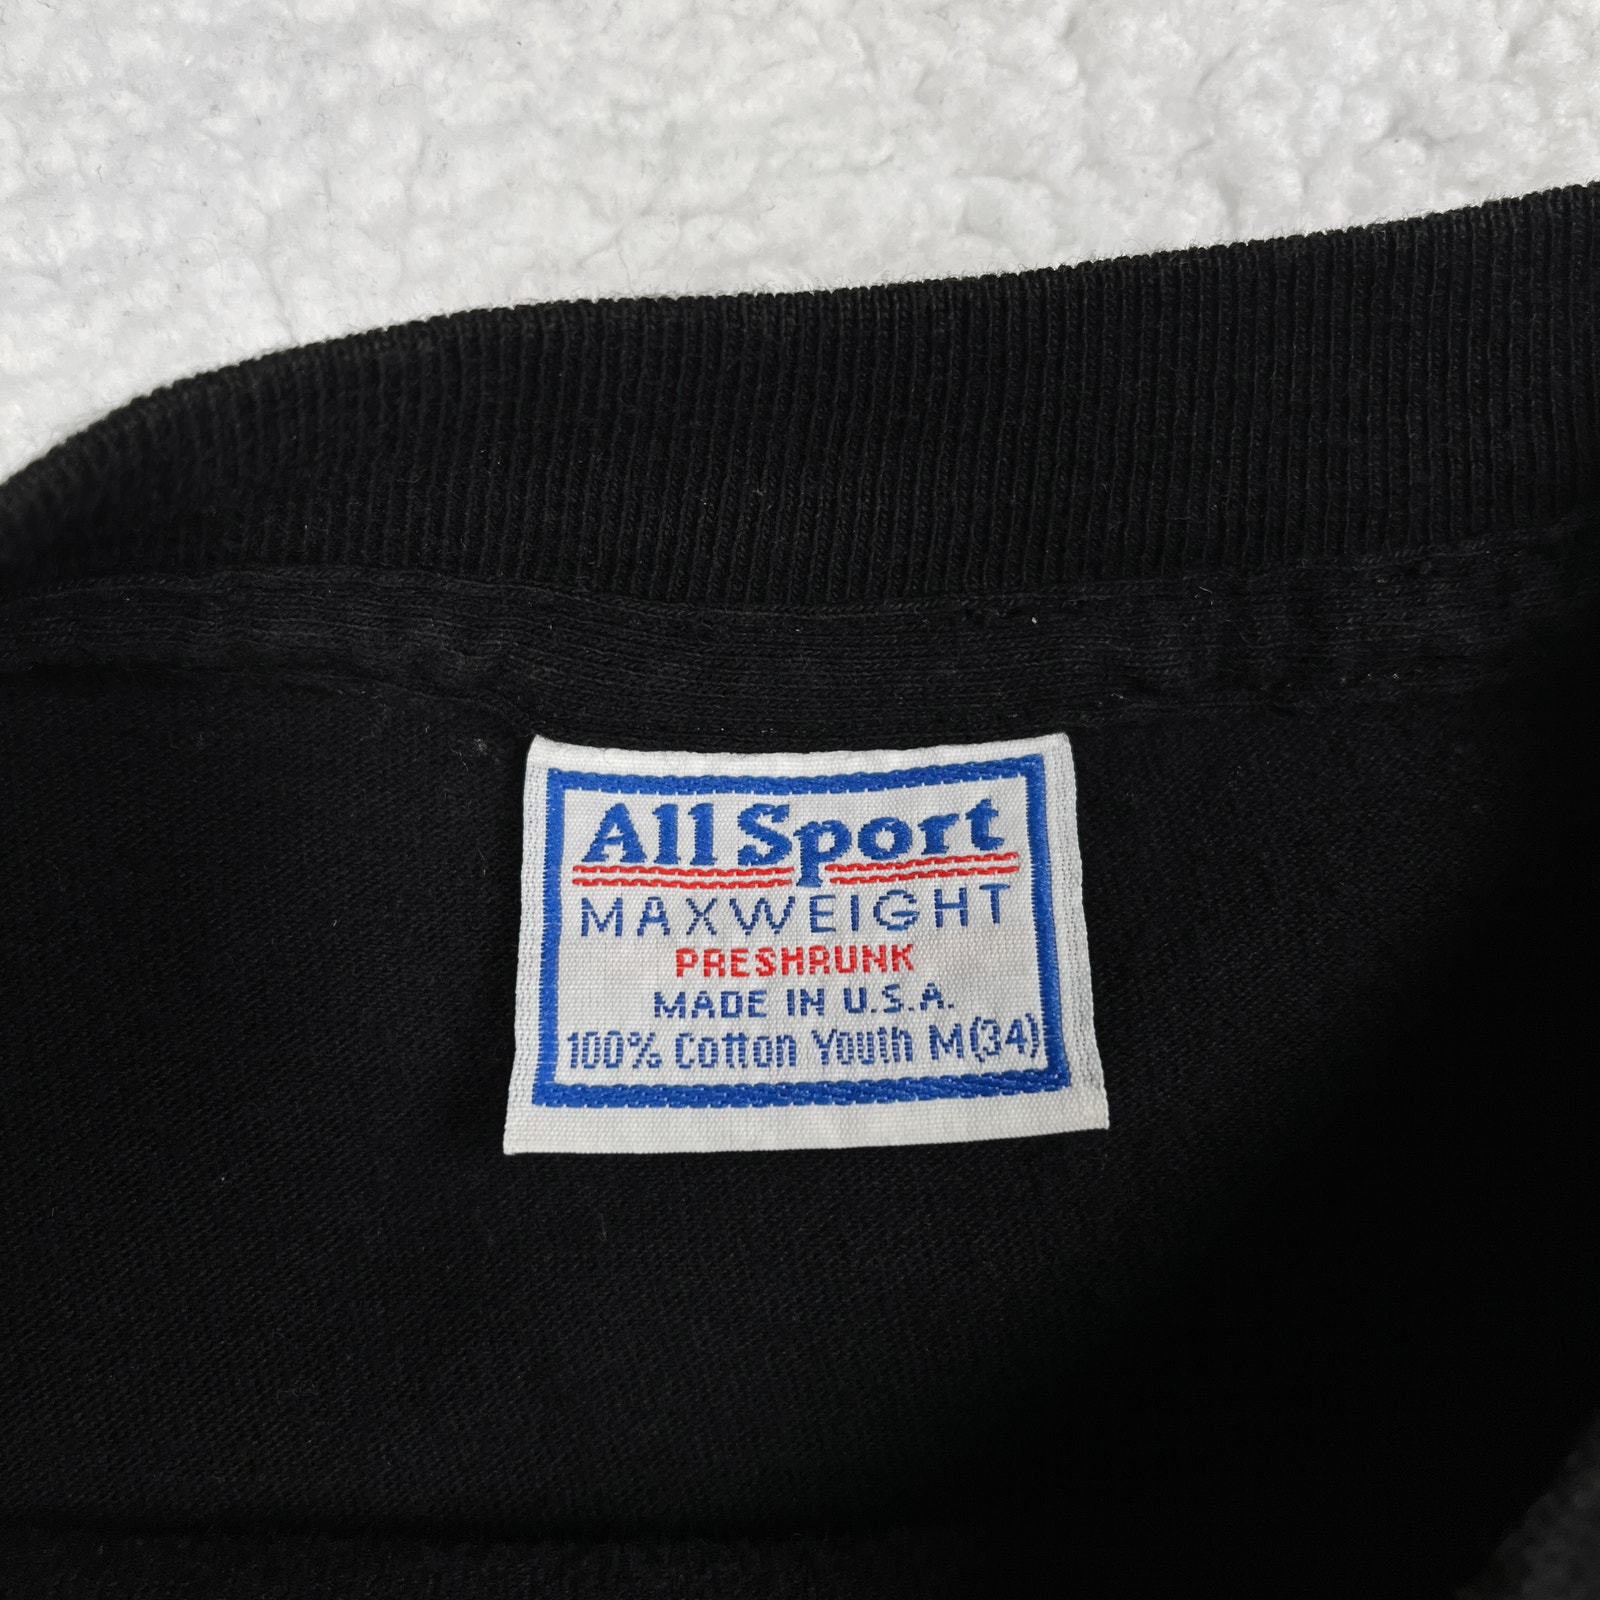 All Sport
MAXWEIGHT
PRESHRUNK
MADE IN U.S.A.
100% Cotton Youth M(34)